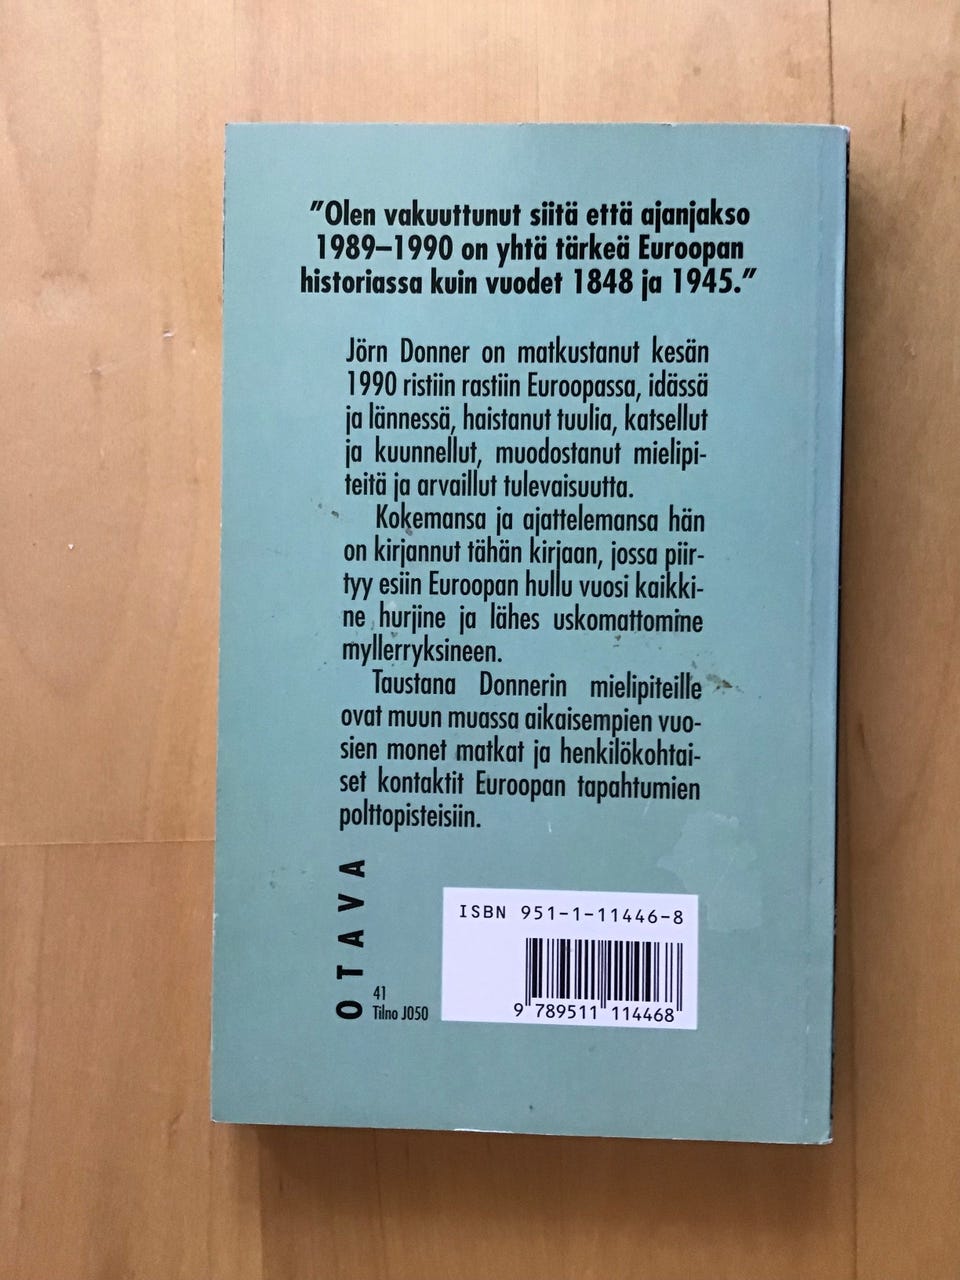 "Olen vakuuttunut siitä että ajanjakso
1989–1990 on yhtä tärkeä Euroopan
historiassa kuin vuodet 1848 ja 1945."
Jörn Donner on matkustanut kesän
1990 ristiin rastiin Euroopassa, idässä
ja lännessä, haistanut tuulia, katsellut
ja kuunnellut, muodostanut mielipi-
teitä ja arvaillut tulevaisuutta.
Kokemansa ja ajattelemansa hän
on kirjannut tähän kirjaan, jossa piir-
tyy esiin Euroopan hullu vuosi kaikki-
ne hurjine ja lähes uskomattomine
myllerryksineen.
Taustana Donnerin mielipiteille
ovat muun muassa aikaisempien vuo-
sien monet matkat ja henkilökohtai-
set kontaktit Euroopan tapahtumien
polttopisteisiin.
OTAVA
41
Tilno J050
ISBN 951-1-11446-8
9 789511 114468